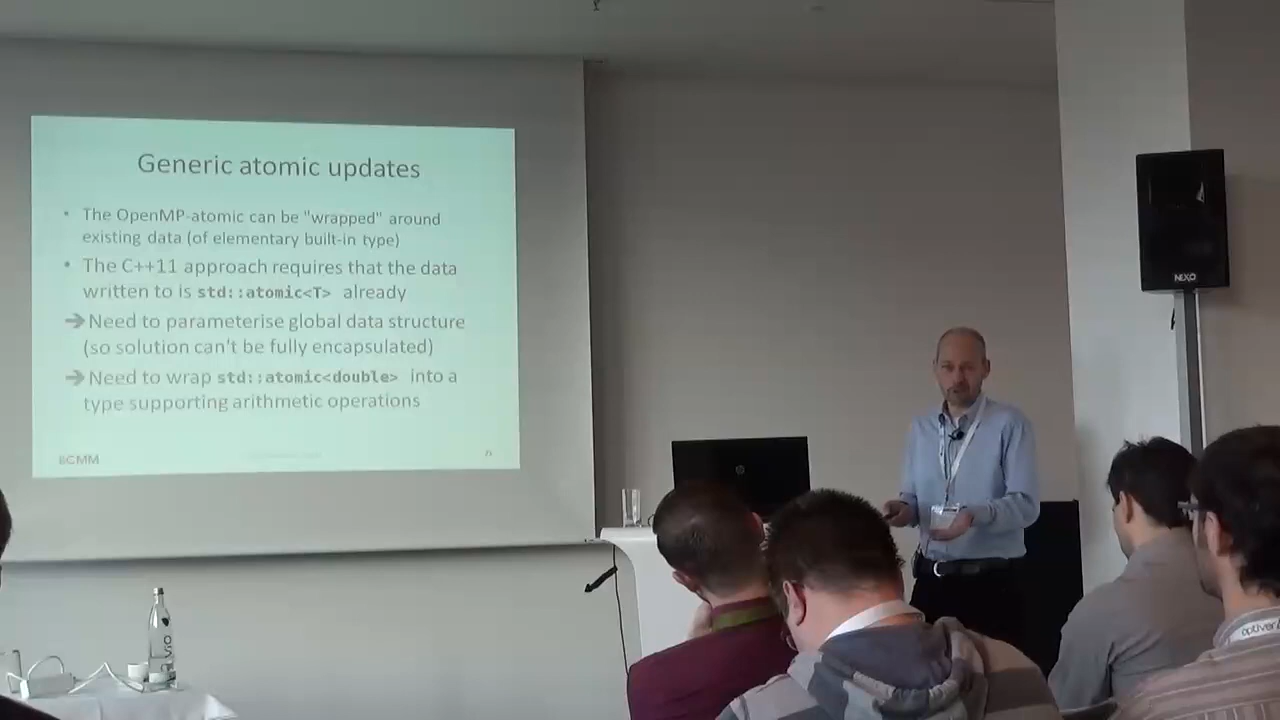 Generic atomic updates
• The OpenMP-atomic can be "wrapped" around
existing data (of elementary built-in type)
• The C++11 approach requires that the data
written to is std::atomic<T> already
➔Need to parameterise global data structure
(so solution can't be fully encapsulated)
➔Need to wrap std::atomic<double> into a
type supporting arithmetic operations
NEXO
optiver